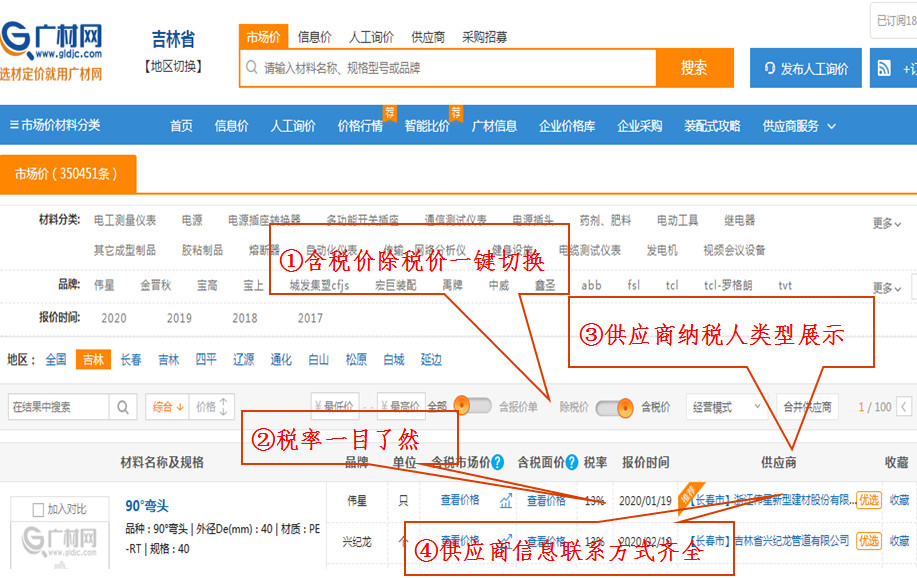 已订阅18
广材网
www.gldjc.com
选材定价就用广材网
吉林省
【地区切换】
市场价 信息价 人工询价 供应商 采购招募
请输入材料名称、规格型号或品牌
搜索
发布人工询价
+订
≡市场价材料分类 首页 信息价 人工询价 价格行情 荐 智能比价 荐 广材信息 企业价格库 企业采购 装配式攻略 供应商服务
市场价（350451条）
材料分类: 电工测量仪表 电源 电源插座转换器 多功能开关插座 通信测试仪表 电源插头 药剂、肥料 电动工具 继电器 更多
其它成型制品 胶粘制品 熔断器 自动化仪表 传输、网络分析仪 健身设施 电缆测试仪表 发电机 视频会议设备
①含税价除税价一键切换
品牌: 伟星 金晋秋 宝高 宝上 城发集塑cfjs 宏巨装配 禹牌 中威 鑫圣 abb fsl tcl tcl-罗格朗 tvt 更多
报价时间: 2020 2019 2018 2017
③供应商纳税人类型展示
地区： 全国 吉林 长春 吉林 四平 辽源 通化 白山 松原 白城 延边
在结果中搜索 综合 价格 ¥最低价 -- ¥最高价 全部 含报价单 除税价 含税价 经营模式 合并供应商 1 / 100
②税率一目了然
材料名称及规格 品牌 单位 含税市场价 含税面价 税率 报价时间 供应商 收藏
加入对比
90°弯头
品种 : 90°弯头 | 外径De(mm) : 40 | 材质 : PE
-RT | 规格 : 40
广材网
www.gldjc.com
伟星 只 查看价格 查看价格 13% 2020/01/19 推荐 【长春市】浙江伟星新型建材股份有限... 优选 收藏
兴纪龙 个 查看价格 查看价格 13% 2020/02/19 【长春市】吉林省兴纪龙管道有限公司 优选 收藏
④供应商信息联系方式齐全